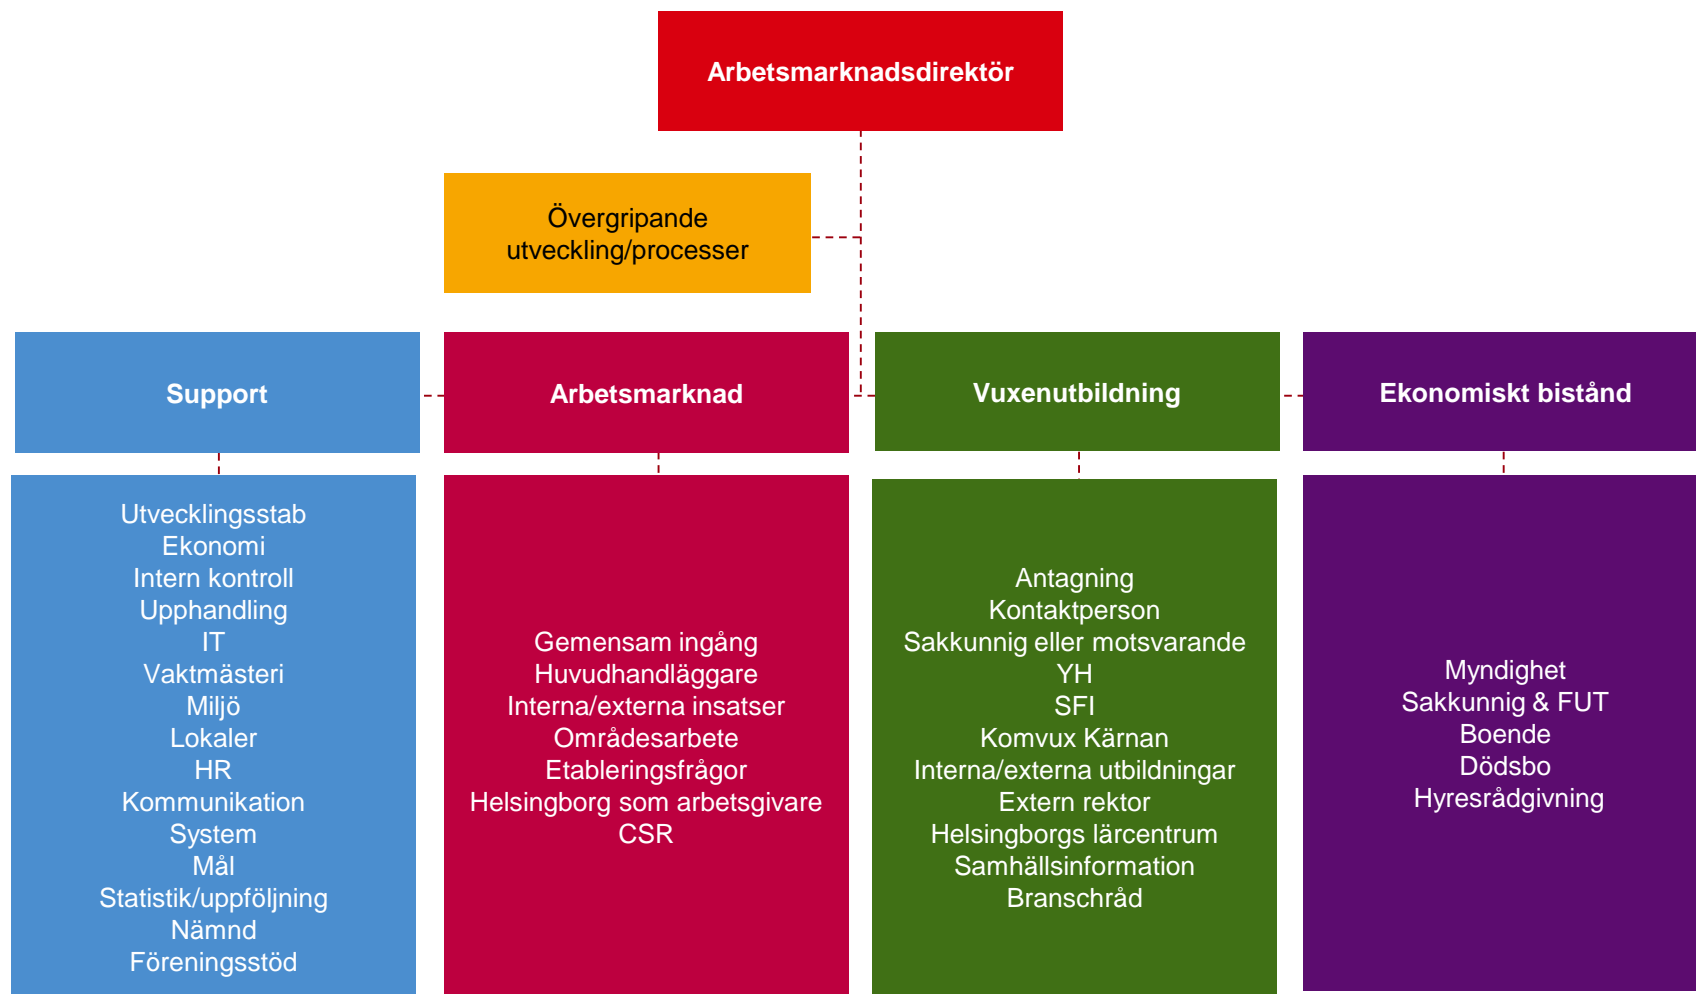 Arbetsmarknadsdirektör
Övergripande
utveckling/processer
Support
Arbetsmarknad
Vuxenutbildning
Ekonomiskt bistånd
Utvecklingsstab
Ekonomi
Intern kontroll
Upphandling
IT
Vaktmästeri
Miljö
Lokaler
HR
Kommunikation
System
Mål
Statistik/uppföljning
Nämnd
Föreningsstöd
Gemensam ingång
Huvudhandläggare
Interna/externa insatser
Områdesarbete
Etableringsfrågor
Helsingborg som arbetsgivare
CSR
Antagning
Kontaktperson
Sakkunnig eller motsvarande
YH
SFI
Komvux Kärnan
Interna/externa utbildningar
Extern rektor
Helsingborgs lärcentrum
Samhällsinformation
Branschråd
Myndighet
Sakkunnig & FUT
Boende
Dödsbo
Hyresrådgivning